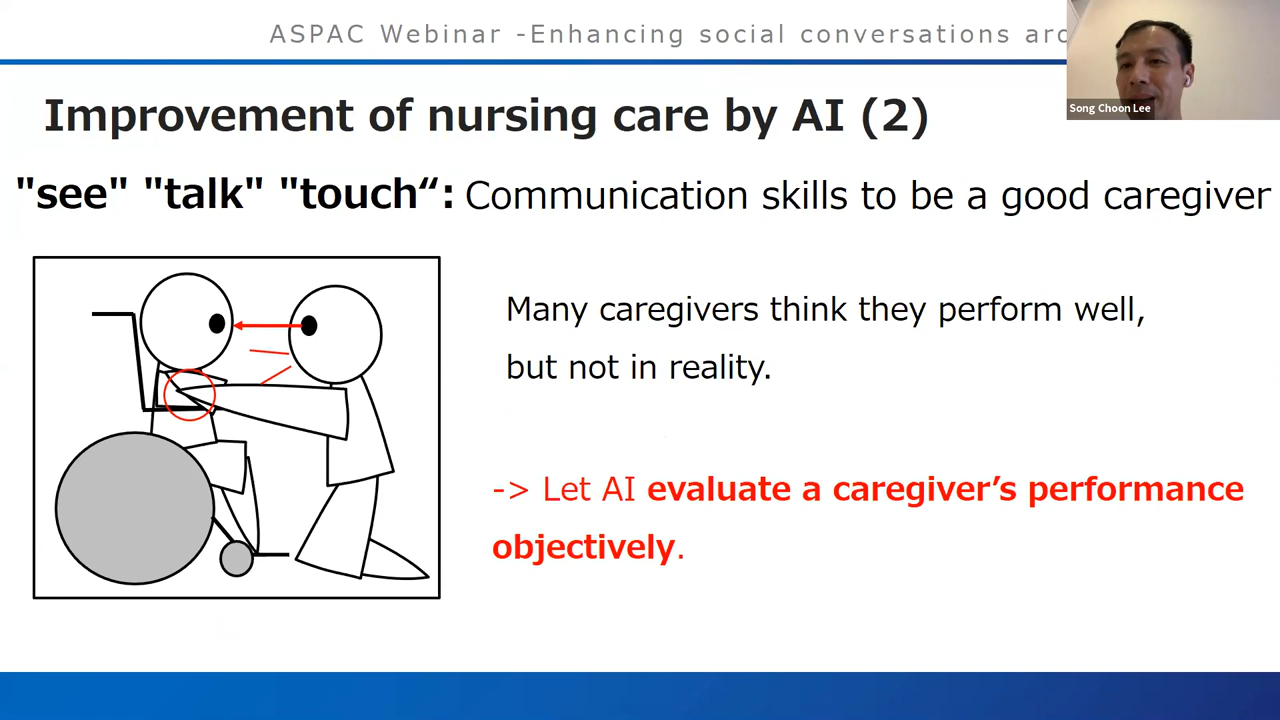 ASPAC Webinar -Enhancing social conversations
Song Choon Lee
Improvement of nursing care by AI (2)
"see" "talk" "touch“: Communication skills to be a good caregiver
Many caregivers think they perform well,
but not in reality.
-> Let AI evaluate a caregiver’s performance
objectively.